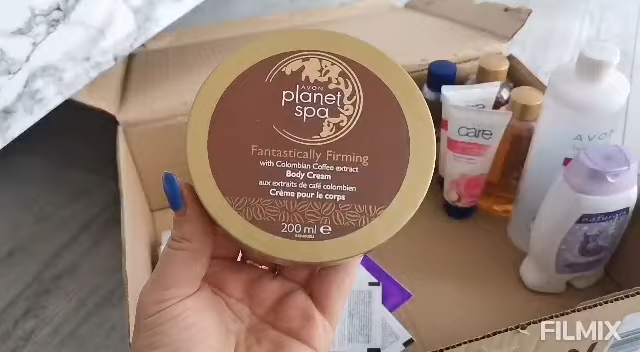 AVON
planet
spa
Fantastically Firming
with Colombian Coffee extract
Body Cream
aux extraits de café colombien
Crème pour le corps
200 ml e
care
AVON
naturals
FILMIX